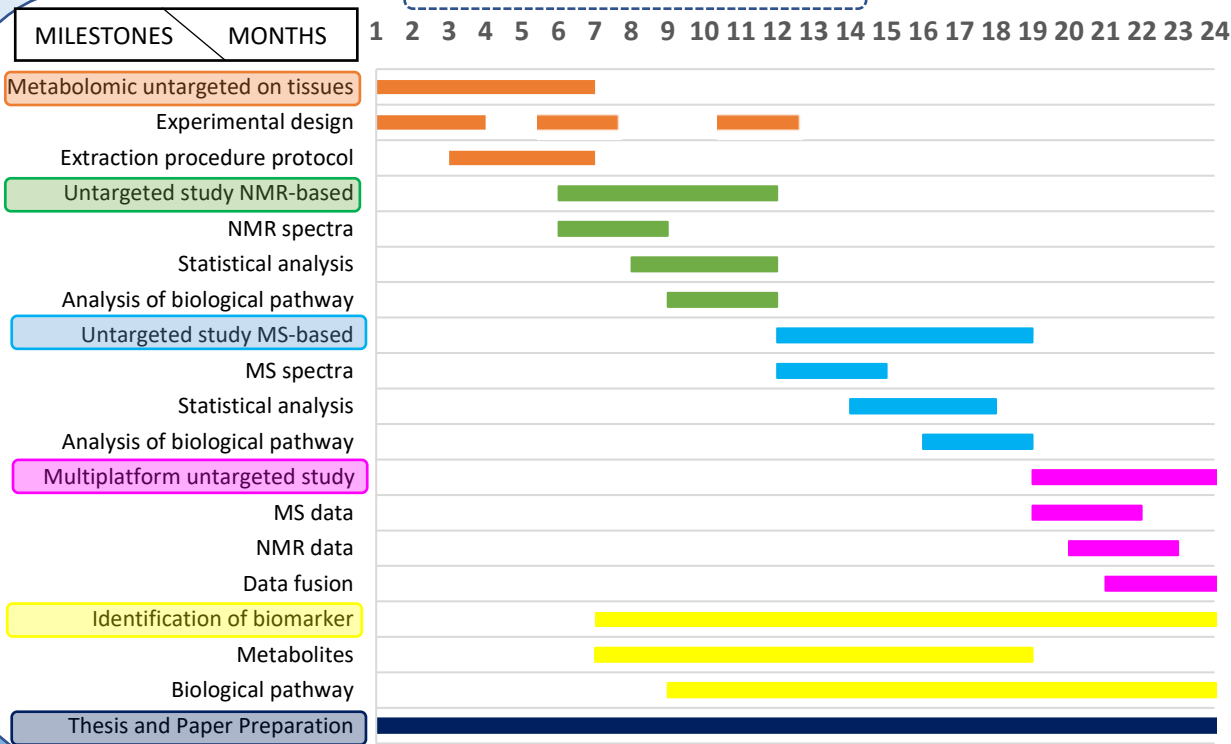 MILESTONES MONTHS 1 2 3 4 5 6 7 8 9 10 11 12 13 14 15 16 17 18 19 20 21 22 23 24
Metabolomic untargeted on tissues
Experimental design
Extraction procedure protocol
Untargeted study NMR-based
NMR spectra
Statistical analysis
Analysis of biological pathway
Untargeted study MS-based
MS spectra
Statistical analysis
Analysis of biological pathway
Multiplatform untargeted study
MS data
NMR data
Data fusion
Identification of biomarker
Metabolites
Biological pathway
Thesis and Paper Preparation